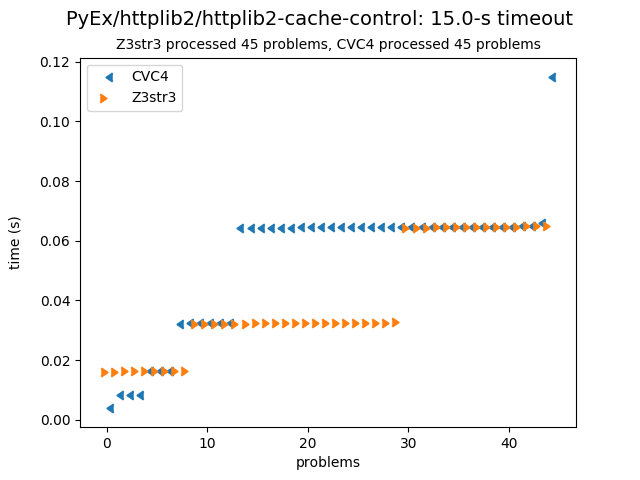 PyEx/httplib2/httplib2-cache-control: 15.0-s timeout
Z3str3 processed 45 problems, CVC4 processed 45 problems
CVC4
Z3str3
0.12
0.10
0.08
0.06
0.04
0.02
0.00
time (s)
0 10 20 30 40
problems